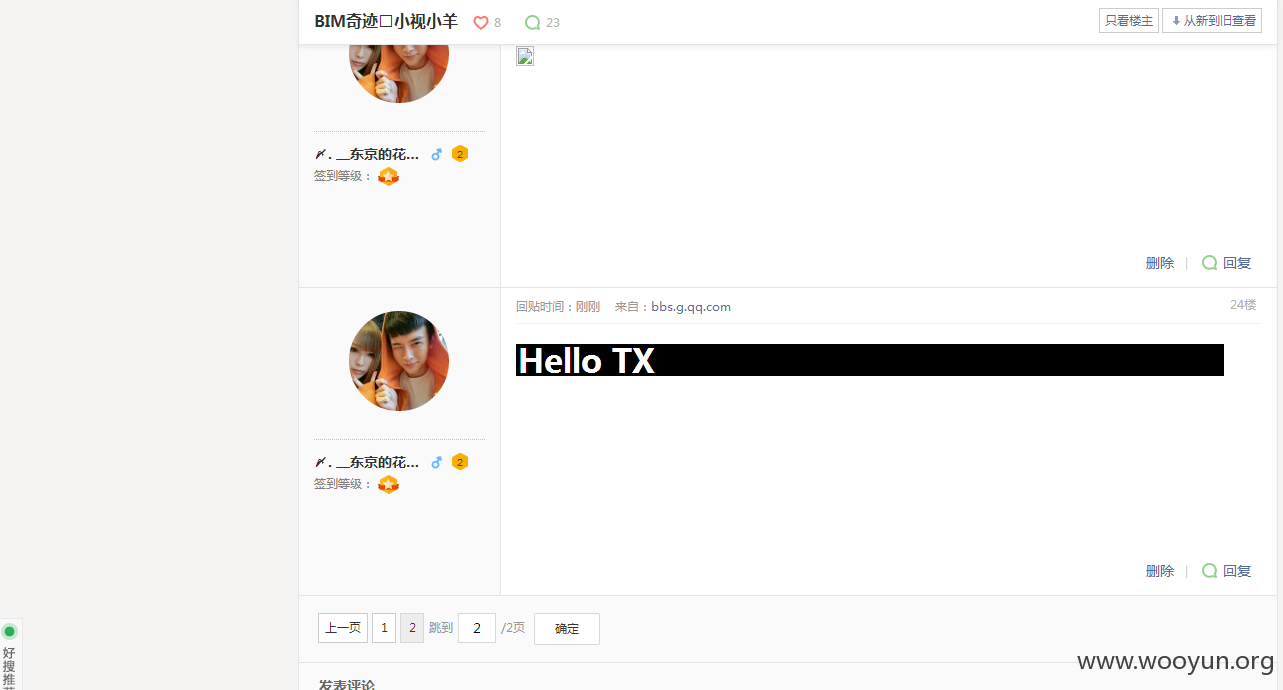 BIM奇迹□小视小羊 8 23 只看楼主 从新到旧查看
. __东京的花... 2
签到等级：
删除 | 回复
回贴时间：刚刚 来自：bbs.g.qq.com 24楼
Hello TX
. __东京的花... 2
签到等级：
删除 | 回复
上一页 1 2 跳到 2 /2页 确定
好搜推荐
www.wooyun.org
发表评论